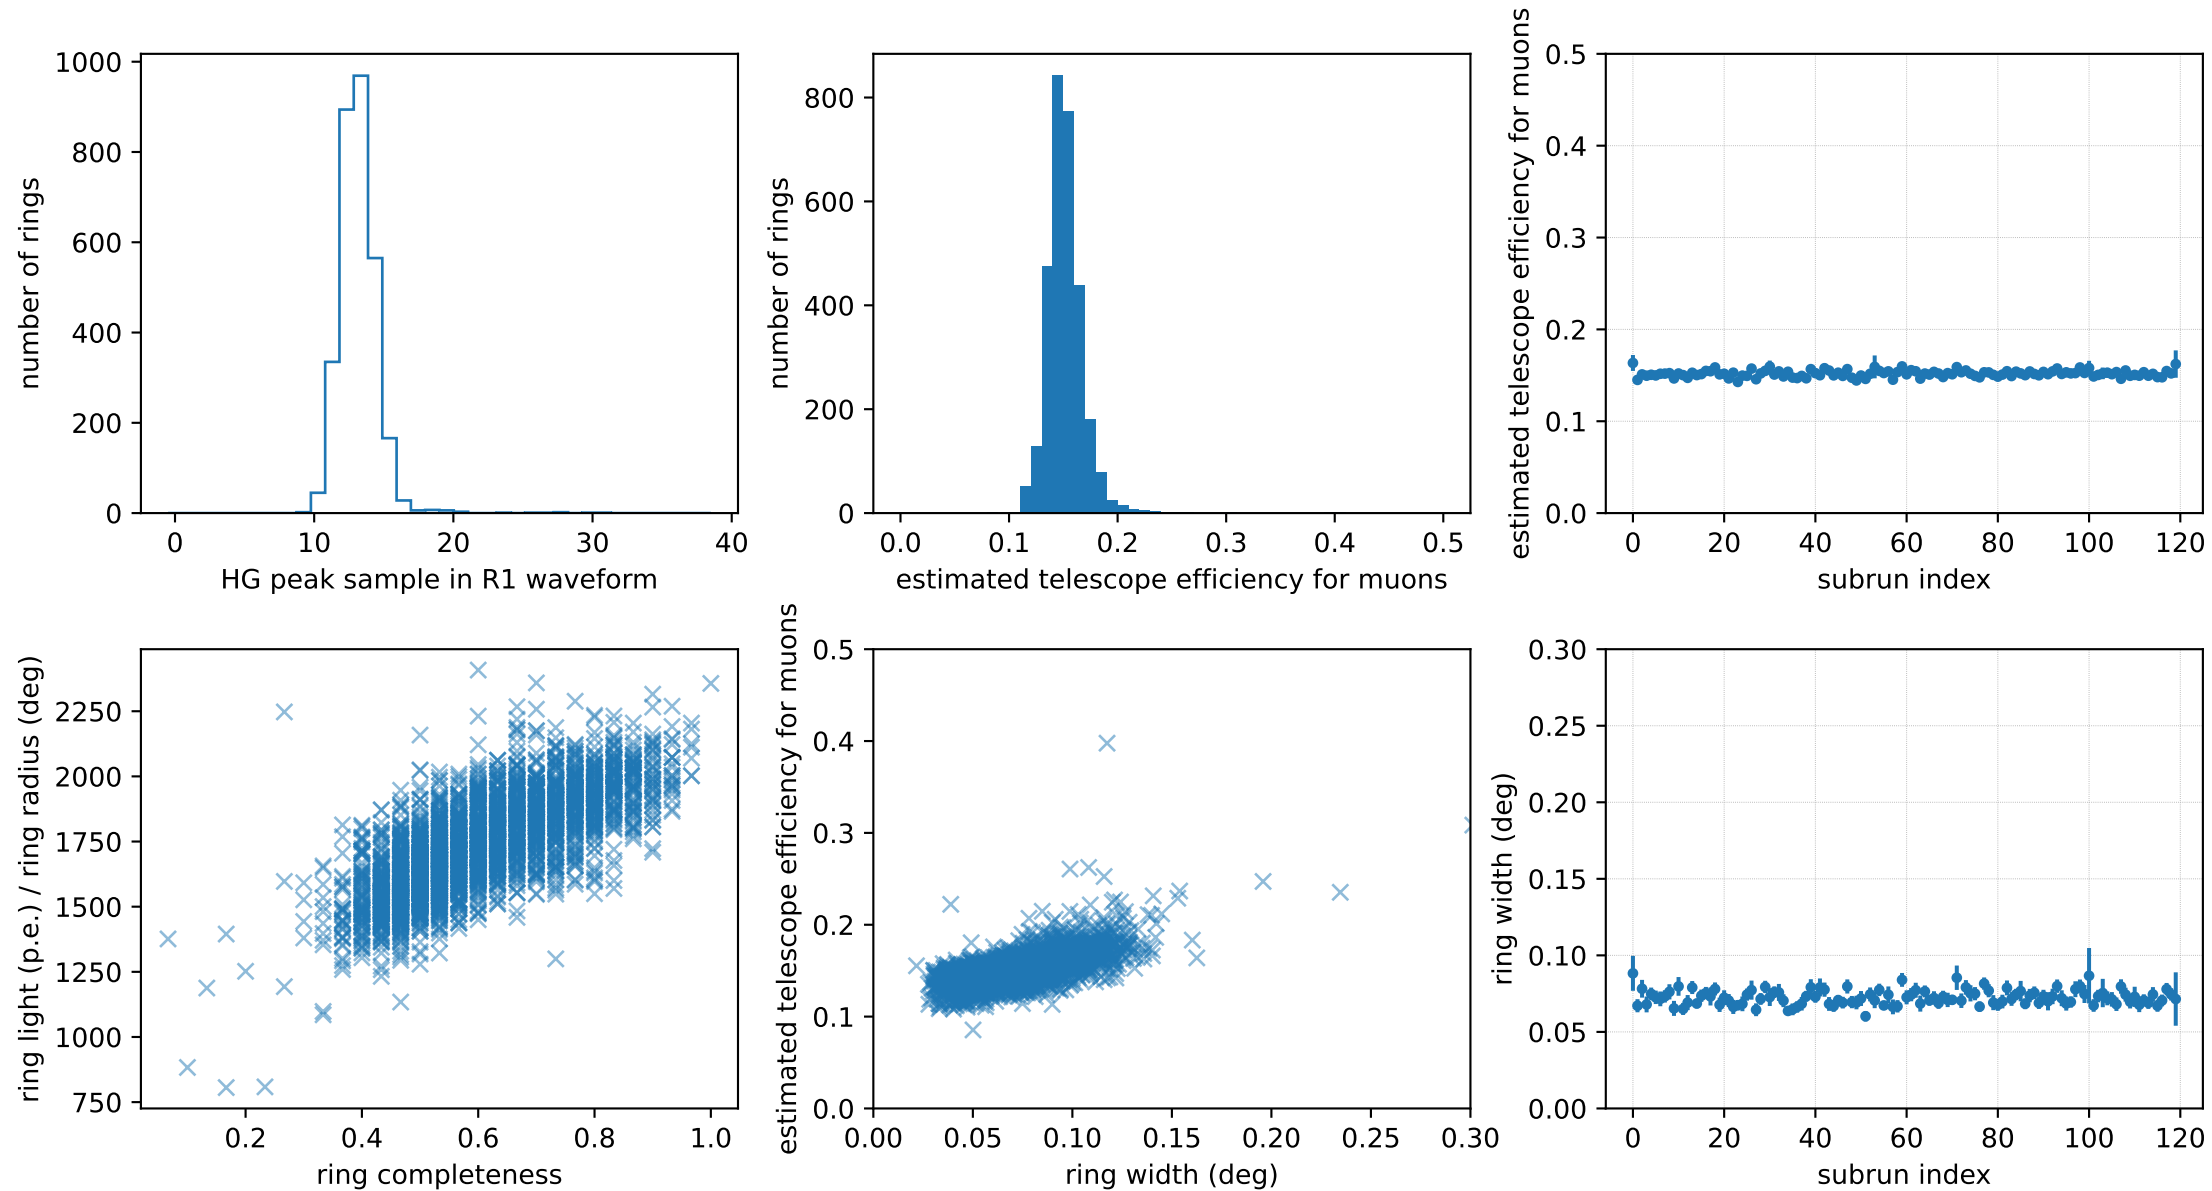 number of rings
1000
800
600
400
200
0
0 10 20 30 40
HG peak sample in R1 waveform
number of rings
800
600
400
200
0
0.0 0.1 0.2 0.3 0.4 0.5
estimated telescope efficiency for muons
estimated telescope efficiency for muons
0.5
0.4
0.3
0.2
0.1
0.0
0 20 40 60 80 100 120
subrun index
ring light (p.e.) / ring radius (deg)
2250
2000
1750
1500
1250
1000
750
0.2 0.4 0.6 0.8 1.0
ring completeness
estimated telescope efficiency for muons
0.5
0.4
0.3
0.2
0.1
0.0
0.00 0.05 0.10 0.15 0.20 0.25 0.30
ring width (deg)
ring width (deg)
0.30
0.25
0.20
0.15
0.10
0.05
0.00
0 20 40 60 80 100 120
subrun index